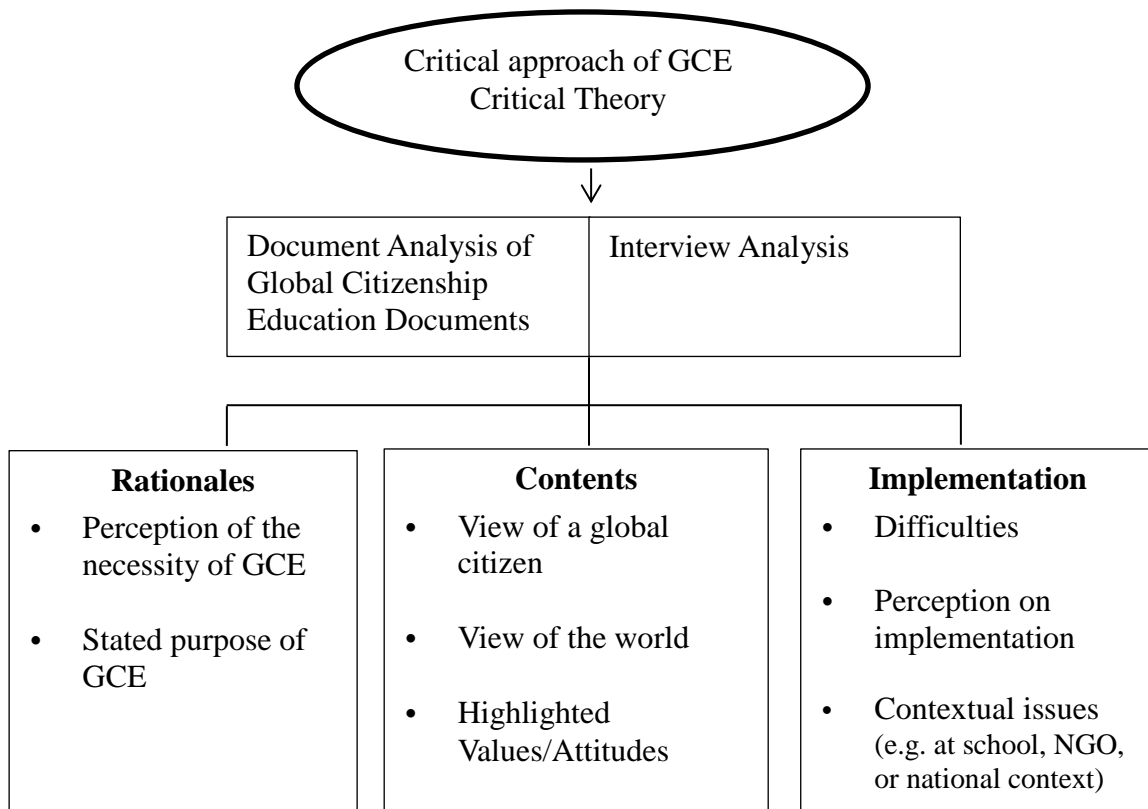 Critical approach of GCE
Critical Theory
Document Analysis of
Global Citizenship
Education Documents
Interview Analysis
Rationales
• Perception of the
necessity of GCE
• Stated purpose of
GCE
Contents
• View of a global
citizen
• View of the world
• Highlighted
Values/Attitudes
Implementation
• Difficulties
• Perception on
implementation
• Contextual issues
(e.g. at school, NGO,
or national context)